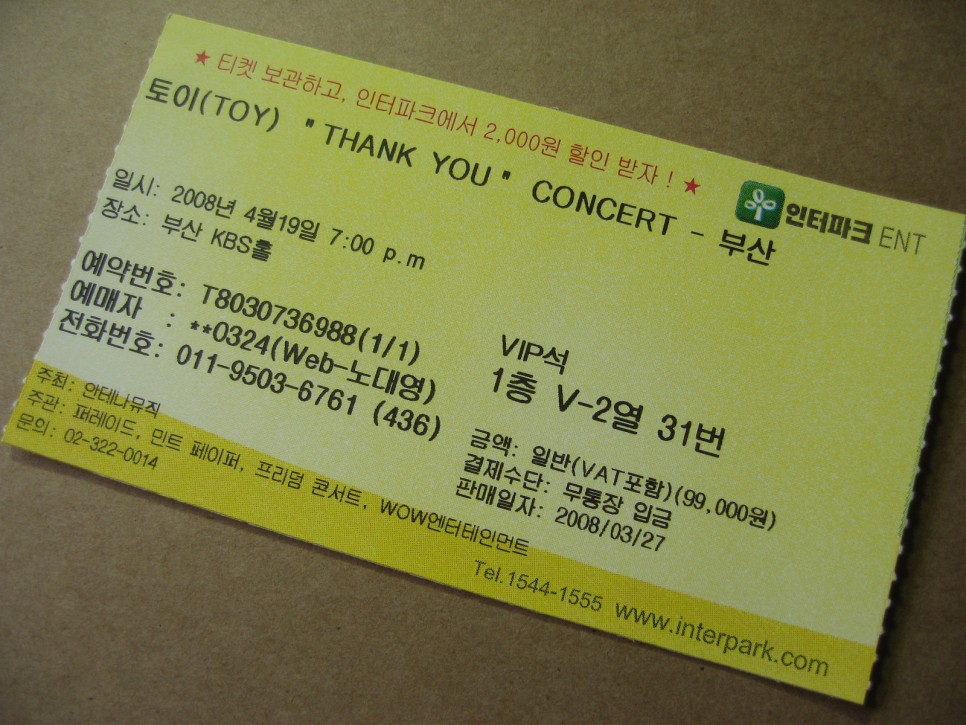 ★ 티켓 보관하고, 인터파크에서 2,000원 할인 받자 ! ★
토이(TOY) " THANK YOU " CONCERT - 부산
인터파크 ENT
일시: 2008년 4월19일 7:00 p.m
장소: 부산 KBS홀
예약번호: T8030736988(1/1)
예매자 : **0324(Web-노대영)
전화번호: 011-9503-6761 (436)
VIP석
1층 V-2열 31번
금액: 일반(VAT포함)(99,000원)
결제수단: 무통장 입금
판매일자: 2008/03/27
주최: 안테나뮤직
주관: 퍼레이드, 민트 페이퍼, 프리덤 콘서트, WOW엔터테인먼트
문의: 02-322-0014
Tel.1544-1555 www.interpark.com